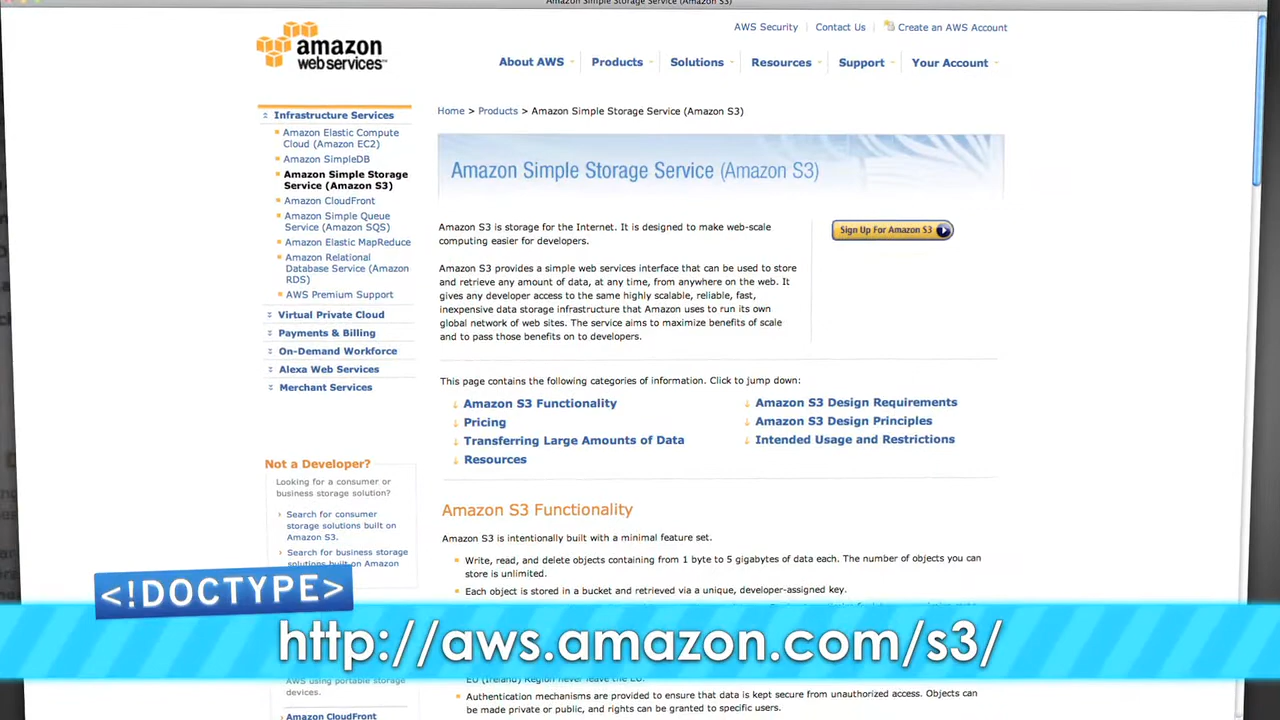 Amazon Simple Storage Service (Amazon S3)
AWS Security | Contact Us | Create an AWS Account
amazon
web services™
About AWS
Products
Solutions
Resources
Support
Your Account
Home > Products > Amazon Simple Storage Service (Amazon S3)
Infrastructure Services
Amazon Elastic Compute
Cloud (Amazon EC2)
Amazon SimpleDB
Amazon Simple Storage
Service (Amazon S3)
Amazon CloudFront
Amazon Simple Queue
Service (Amazon SQS)
Amazon Elastic MapReduce
Amazon Relational
Database Service (Amazon
RDS)
AWS Premium Support
Virtual Private Cloud
Payments & Billing
On-Demand Workforce
Alexa Web Services
Merchant Services
Not a Developer?
Looking for a consumer or
business storage solution?
Search for consumer
storage solutions built on
Amazon S3.
Search for business storage
solutions built on Amazon
Amazon Simple Storage Service (Amazon S3)
Amazon S3 is storage for the Internet. It is designed to make web-scale
computing easier for developers.
Amazon S3 provides a simple web services interface that can be used to store
and retrieve any amount of data, at any time, from anywhere on the web. It
gives any developer access to the same highly scalable, reliable, fast,
inexpensive data storage infrastructure that Amazon uses to run its own
global network of web sites. The service aims to maximize benefits of scale
and to pass those benefits on to developers.
Sign Up For Amazon S3
This page contains the following categories of information. Click to jump down:
Amazon S3 Functionality
Pricing
Transferring Large Amounts of Data
Resources
Amazon S3 Design Requirements
Amazon S3 Design Principles
Intended Usage and Restrictions
Amazon S3 Functionality
Amazon S3 is intentionally built with a minimal feature set.
Write, read, and delete objects containing from 1 byte to 5 gigabytes of data each. The number of objects you can
store is unlimited.
Each object is stored in a bucket and retrieved via a unique, developer-assigned key.
<!DOCTYPE>
http://aws.amazon.com/s3/
EU (Ireland) Region never leave the EU.
AWS using portable storage
devices.
Authentication mechanisms are provided to ensure that data is kept secure from unauthorized access. Objects can
be made private or public, and rights can be granted to specific users.
Amazon CloudFront